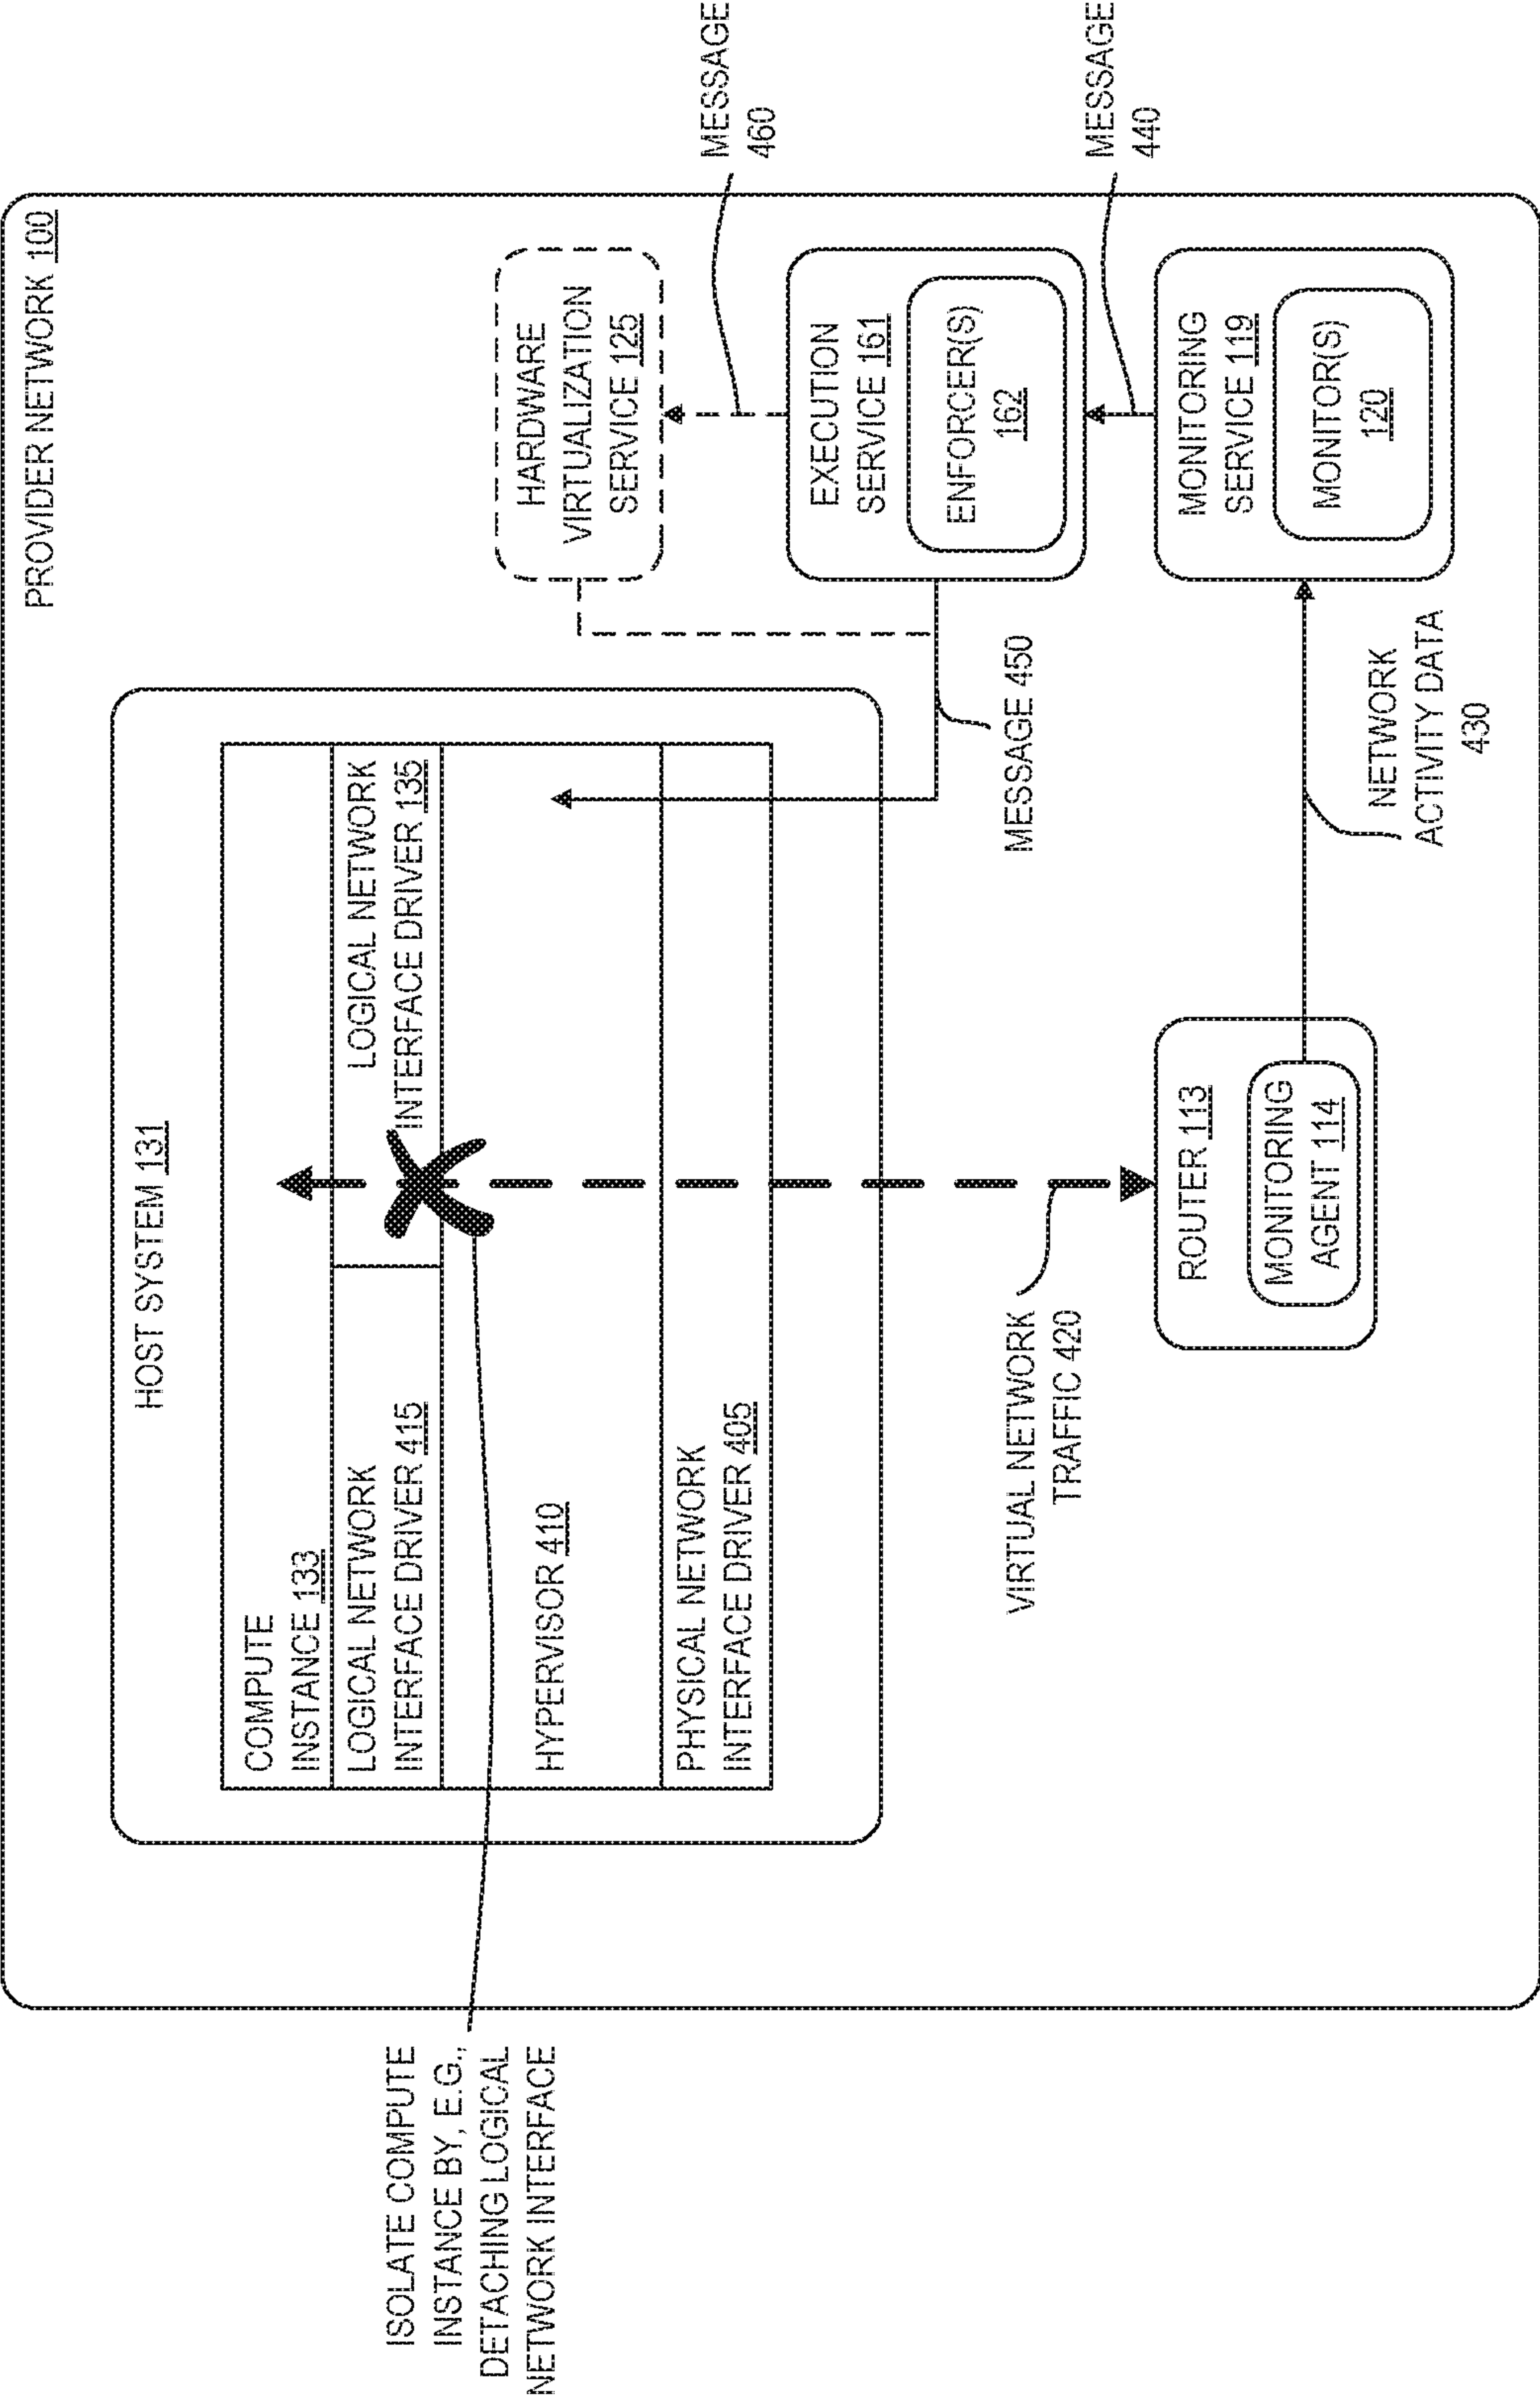 PROVIDER NETWORK 100
HOST SYSTEM 131
COMPUTE
INSTANCE 133
LOGICAL NETWORK
INTERFACE DRIVER 415
LOGICAL NETWORK
INTERFACE DRIVER 135
HYPERVISOR 410
PHYSICAL NETWORK
INTERFACE DRIVER 405
ISOLATE COMPUTE
INSTANCE BY, E.G.,
DETACHING LOGICAL
NETWORK INTERFACE
HARDWARE
VIRTUALIZATION
SERVICE 125
MESSAGE
460
EXECUTION
SERVICE 161
ENFORCER(S)
162
MESSAGE 450
MESSAGE
440
VIRTUAL NETWORK
TRAFFIC 420
ROUTER 113
MONITORING
AGENT 114
NETWORK
ACTIVITY DATA
430
MONITORING
SERVICE 119
MONITOR(S)
120